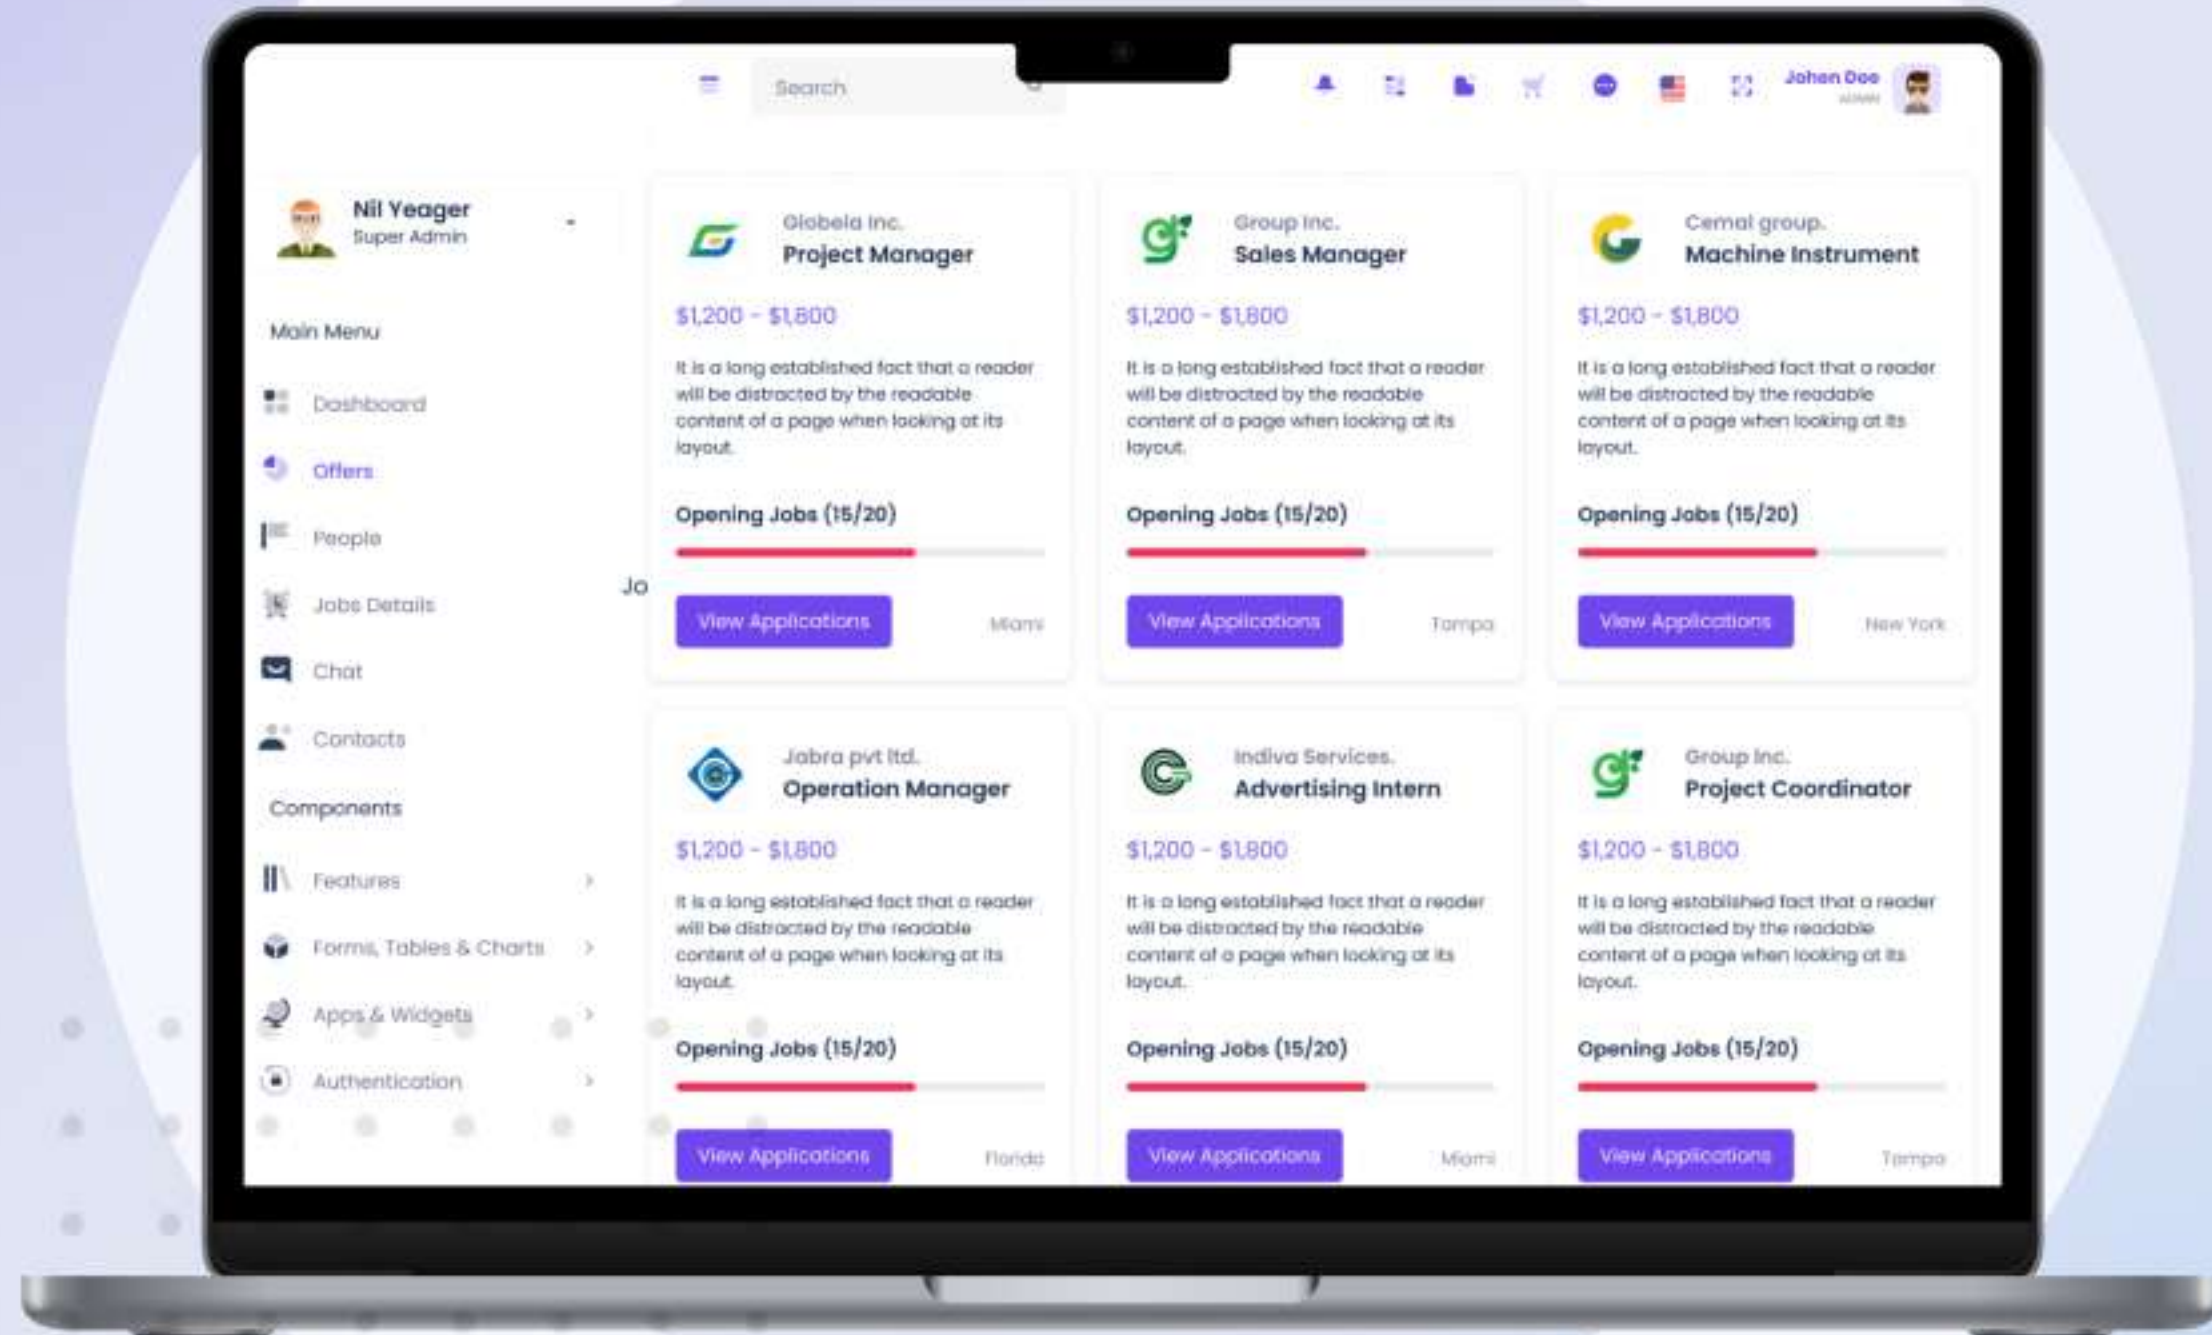 Search
Johen Doe
ADMIN
Nil Yeager
Super Admin
Main Menu
Dashboard
Offers
People
Jobs Details
Chat
Contacts
Components
Features
Forms, Tables & Charts
Apps & Widgets
Authentication
Jo
Globela Inc.
Project Manager
$1,200 - $1,800
It is a long established fact that a reader
will be distracted by the readable
content of a page when looking at its
layout.
Opening Jobs (15/20)
View Applications
Miami
Group Inc.
Sales Manager
$1,200 - $1,800
It is a long established fact that a reader
will be distracted by the readable
content of a page when looking at its
layout.
Opening Jobs (15/20)
View Applications
Tampa
Cemal group.
Machine Instrument
$1,200 - $1,800
It is a long established fact that a reader
will be distracted by the readable
content of a page when looking at its
layout.
Opening Jobs (15/20)
View Applications
New York
Jabra pvt ltd.
Operation Manager
$1,200 - $1,800
It is a long established fact that a reader
will be distracted by the readable
content of a page when looking at its
layout.
Opening Jobs (15/20)
View Applications
Florida
Indiva Services.
Advertising Intern
$1,200 - $1,800
It is a long established fact that a reader
will be distracted by the readable
content of a page when looking at its
layout.
Opening Jobs (15/20)
View Applications
Miami
Group Inc.
Project Coordinator
$1,200 - $1,800
It is a long established fact that a reader
will be distracted by the readable
content of a page when looking at its
layout.
Opening Jobs (15/20)
View Applications
Tampa